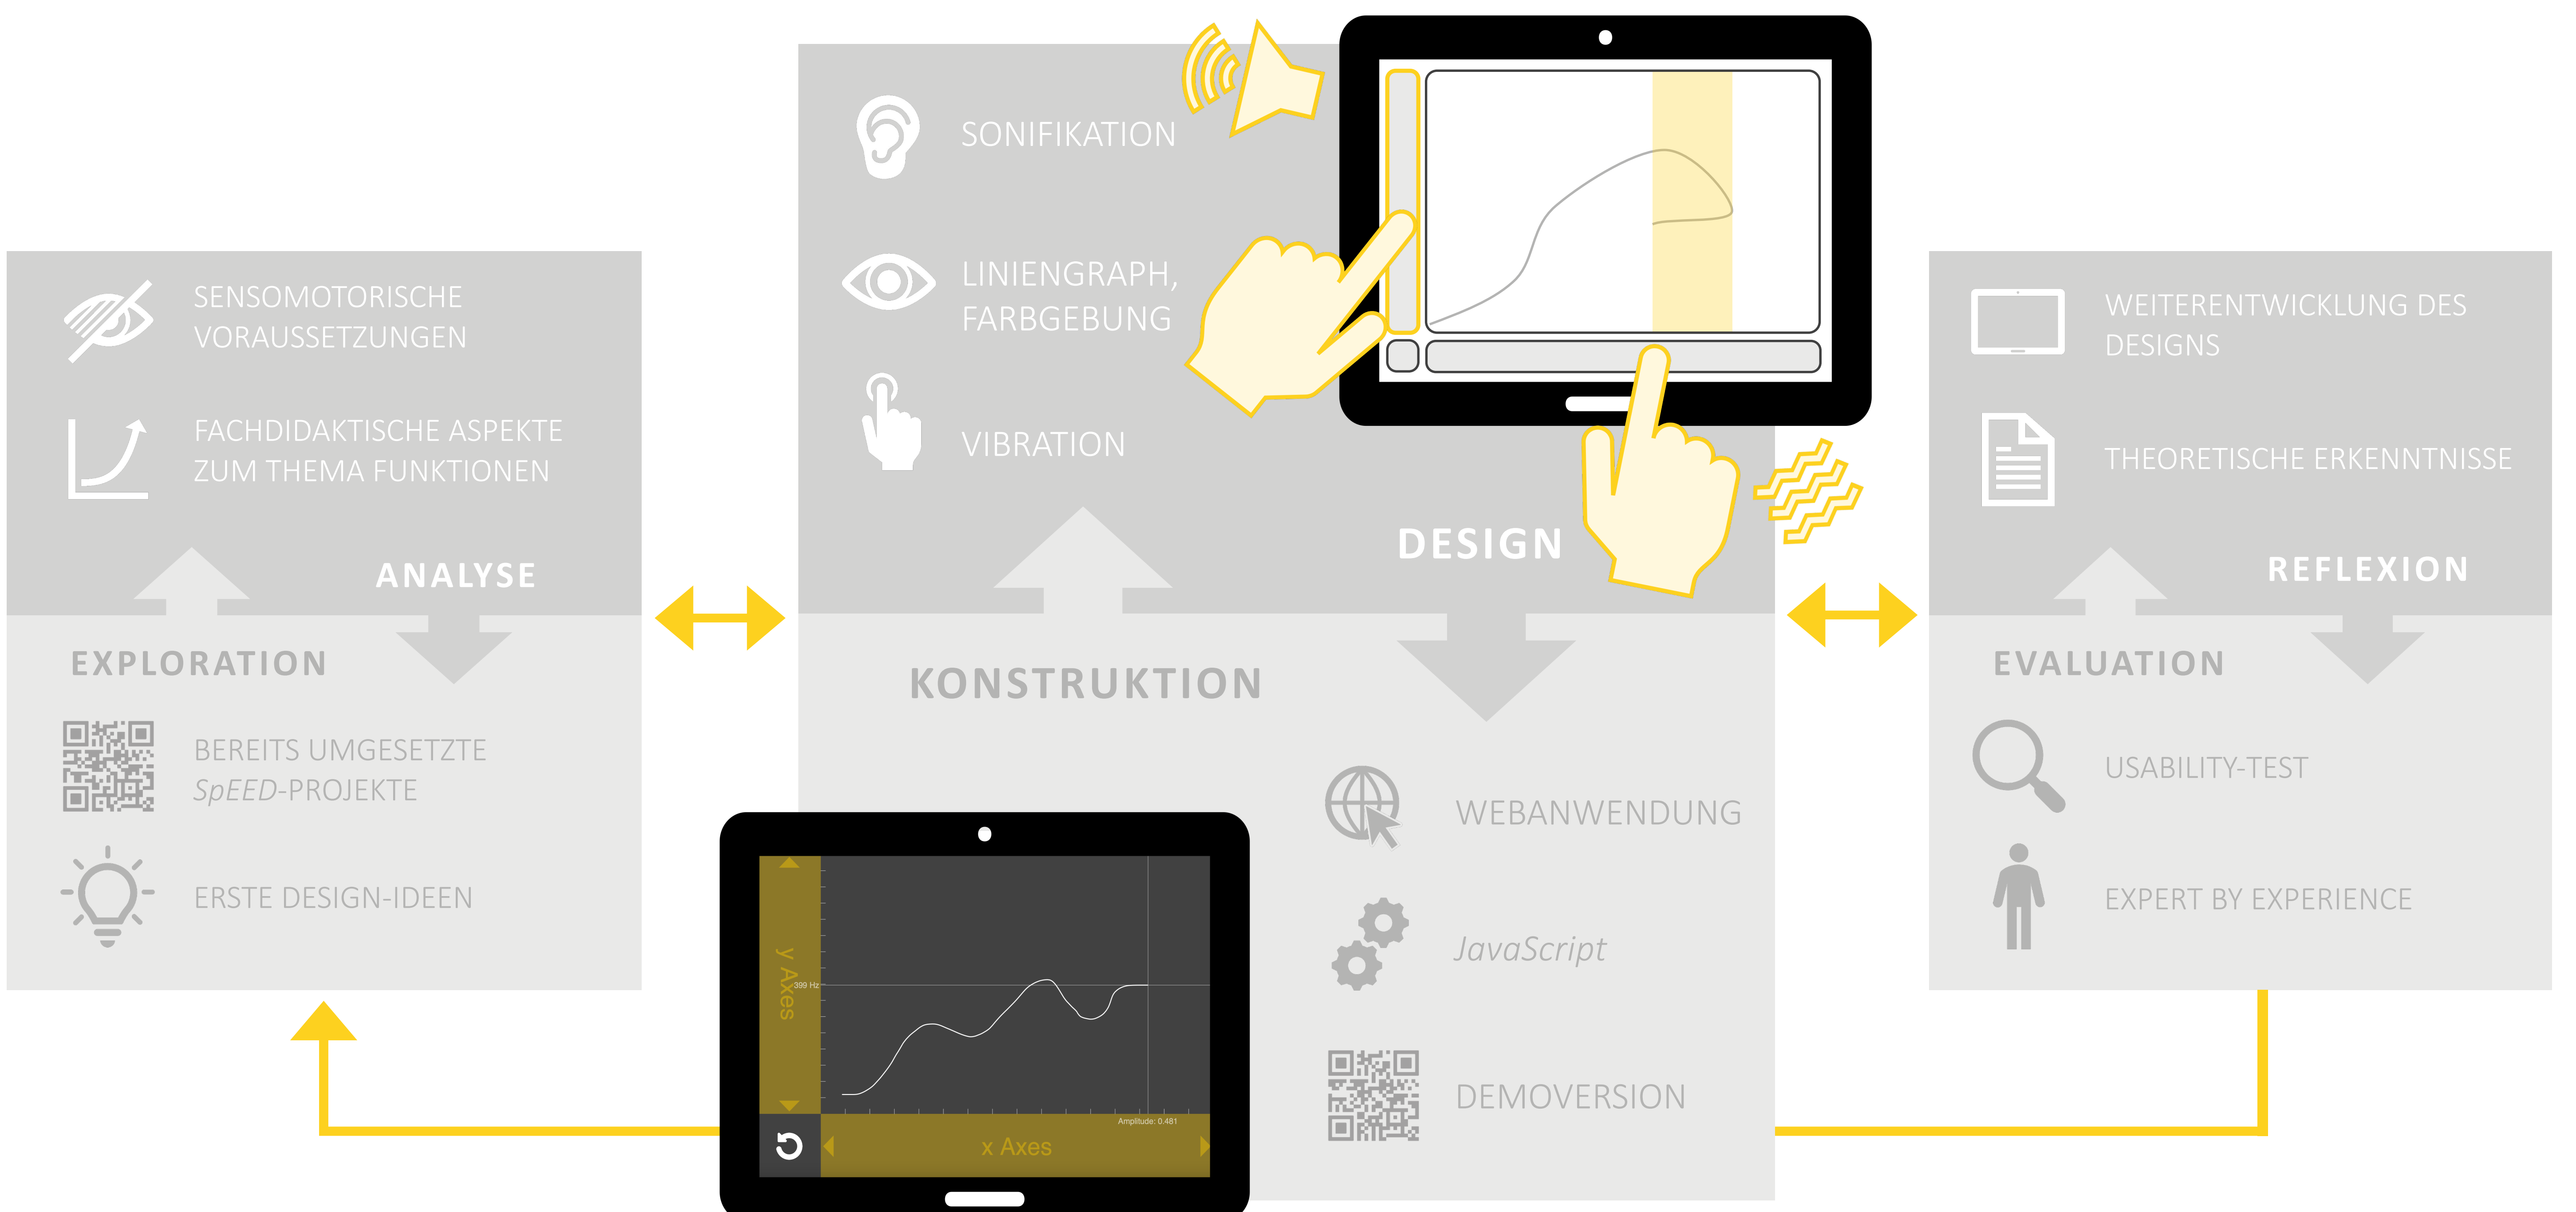 SENSOMOTORISCHE
VORAUSSETZUNGEN
FACHDIDAKTISCHE ASPEKTE
ZUM THEMA FUNKTIONEN
ANALYSE
EXPLORATION
BEREITS UMGESETZTE
SpEED-PROJEKTE
ERSTE DESIGN-IDEEN
SONIFIKATION
LINIENGRAPH,
FARBGEBUNG
VIBRATION
DESIGN
KONSTRUKTION
WEBANWENDUNG
JavaScript
DEMOVERSION
y Axes
399 Hz
Amplitude: 0.481
x Axes
WEITERENTWICKLUNG DES
DESIGNS
THEORETISCHE ERKENNTNISSE
REFLEXION
EVALUATION
USABILITY-TEST
EXPERT BY EXPERIENCE